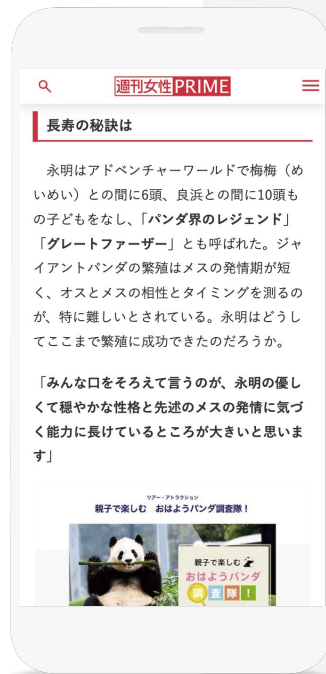 週刊女性PRIME
長寿の秘訣は
永明はアドベンチャーワールドで梅梅（め
いめい）との間に6頭、良浜との間に10頭も
の子どもをなし、「パンダ界のレジェンド」
「グレートファーザー」とも呼ばれた。ジャ
イアントパンダの繁殖はメスの発情期が短
く、オスとメスの相性とタイミングを測るの
が、特に難しいとされている。永明はどうし
てここまで繁殖に成功できたのだろうか。
「みんな口をそろえて言うのが、永明の優し
くて穏やかな性格と先述のメスの発情に気づ
く能力に長けているところが大きいと思いま
す」
ツアー・アトラクション
親子で楽しむ　おはようパンダ調査隊！
親子で楽しむ
おはようパンダ
調査隊！